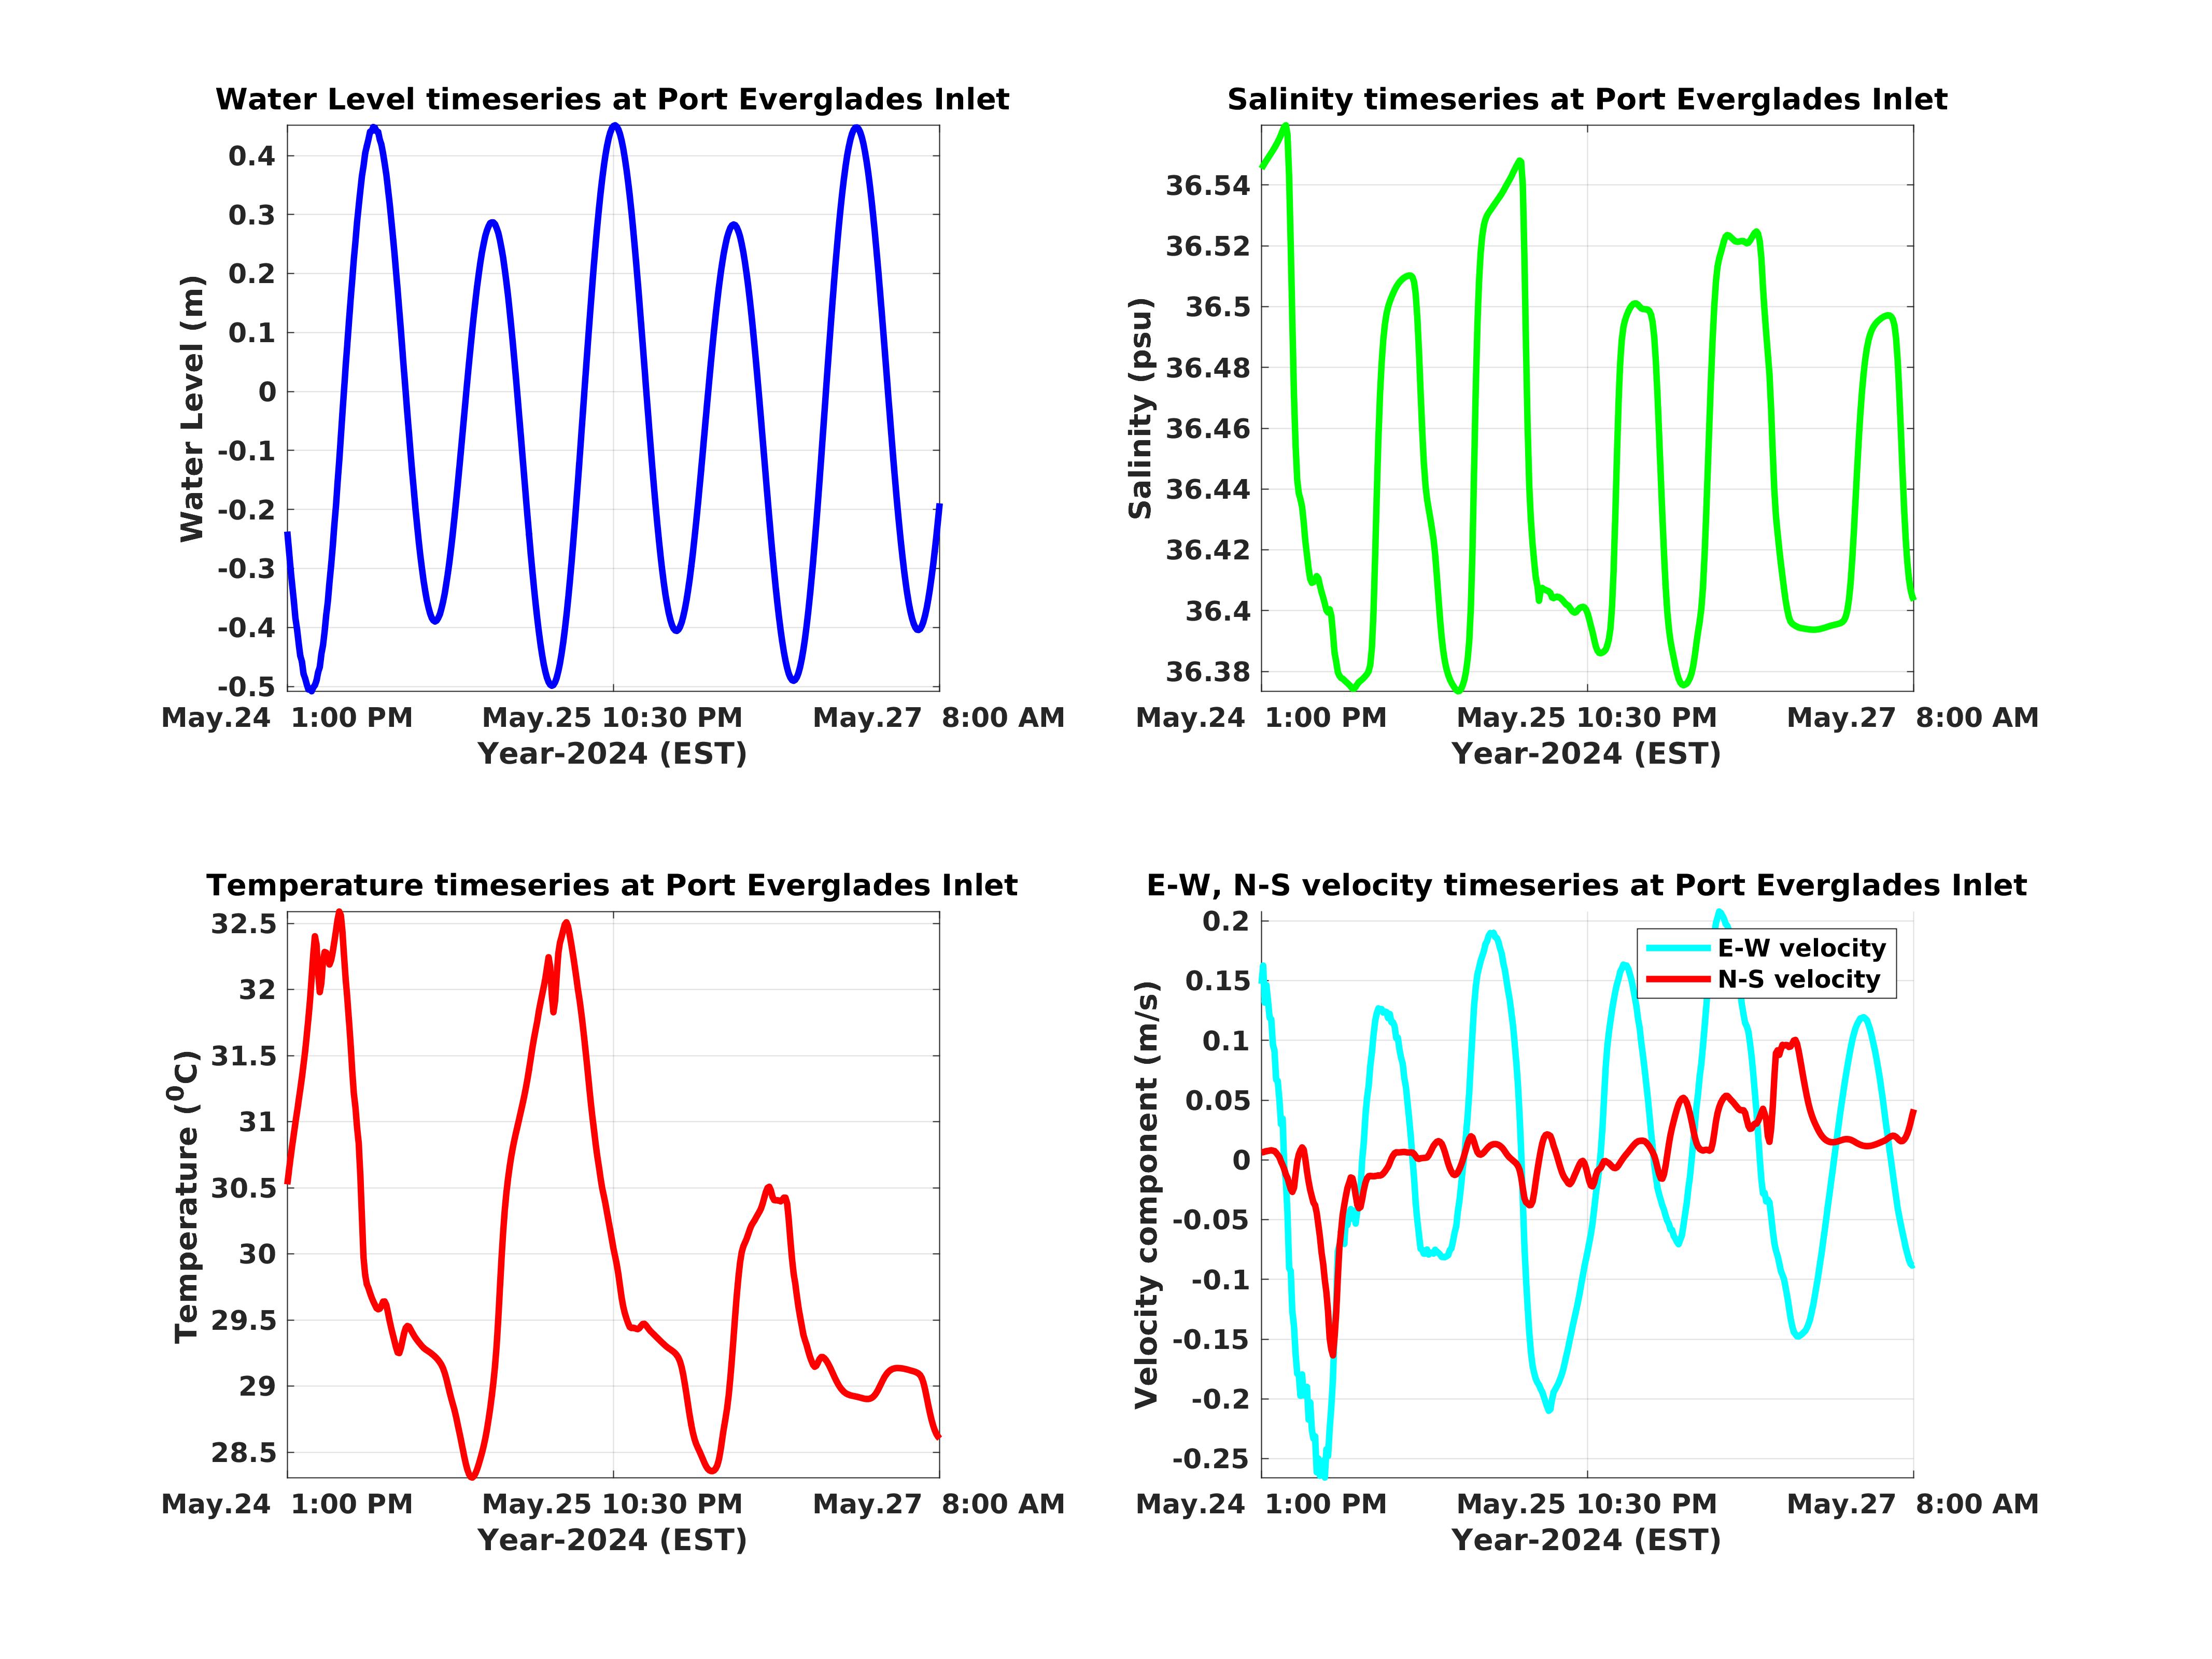 Water Level timeseries at Port Everglades Inlet
Water Level (m)
0.4
0.3
0.2
0.1
0
-0.1
-0.2
-0.3
-0.4
-0.5
May.24 1:00 PM May.25 10:30 PM May.27 8:00 AM
Year-2024 (EST)
Salinity timeseries at Port Everglades Inlet
Salinity (psu)
36.54
36.52
36.5
36.48
36.46
36.44
36.42
36.4
36.38
May.24 1:00 PM May.25 10:30 PM May.27 8:00 AM
Year-2024 (EST)
Temperature timeseries at Port Everglades Inlet
Temperature (⁰C)
32.5
32
31.5
31
30.5
30
29.5
29
28.5
May.24 1:00 PM May.25 10:30 PM May.27 8:00 AM
Year-2024 (EST)
E-W, N-S velocity timeseries at Port Everglades Inlet
Velocity component (m/s)
0.2
0.15
0.1
0.05
0
-0.05
-0.1
-0.15
-0.2
-0.25
E-W velocity
N-S velocity
May.24 1:00 PM May.25 10:30 PM May.27 8:00 AM
Year-2024 (EST)